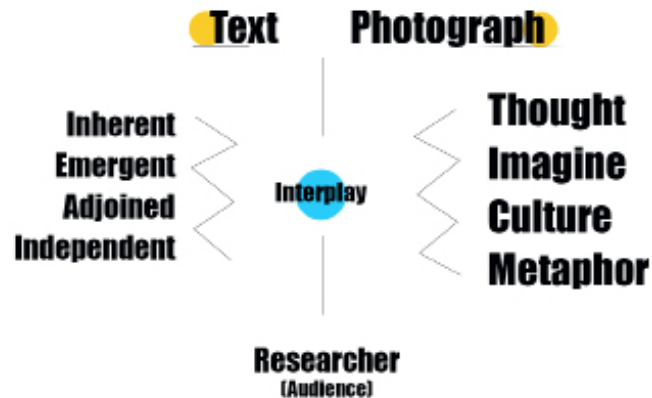 Text Photograph
Inherent
Emergent
Adjoined
Independent
Interplay
Thought
Imagine
Culture
Metaphor
Researcher
(Audience)